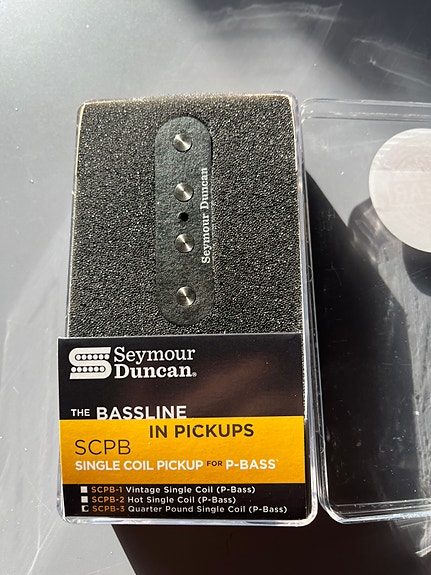 Seymour Duncan
Seymour
Duncan®
THE BASSLINE
IN PICKUPS
SCPB
SINGLE COIL PICKUP FOR P-BASS®
SCPB-1 Vintage Single Coil (P-Bass)
SCPB-2 Hot Single Coil (P-Bass)
SCPB-3 Quarter Pound Single Coil (P-Bass)